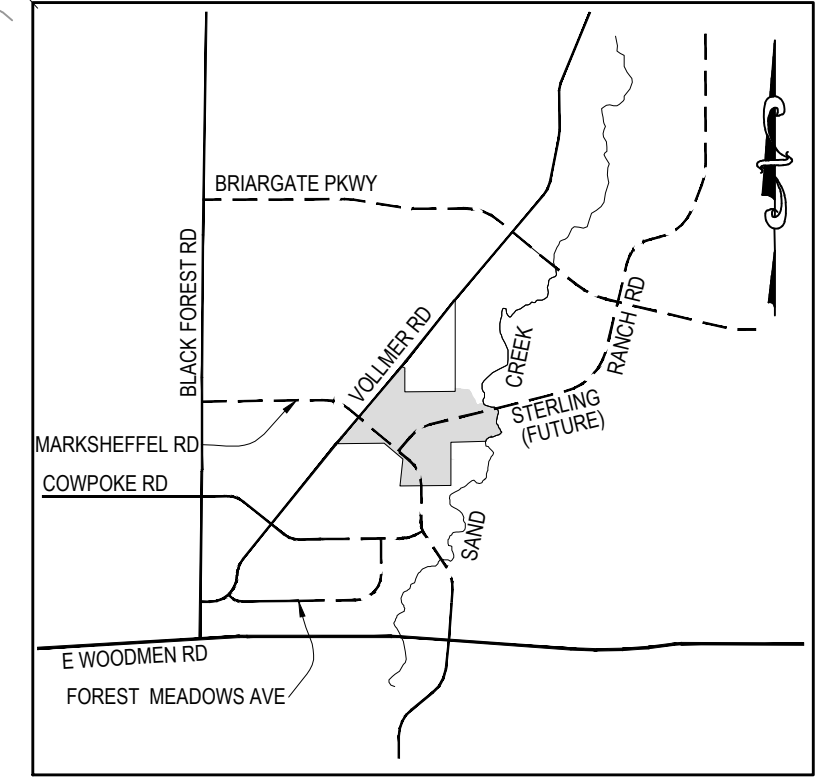 BRIARGATE PKWY
BLACK FOREST RD
VOLLMER RD
CREEK
RANCH RD
STERLING
(FUTURE)
MARKSHEFFEL RD
COWPOKE RD
SAND
E WOODMEN RD
FOREST MEADOWS AVE